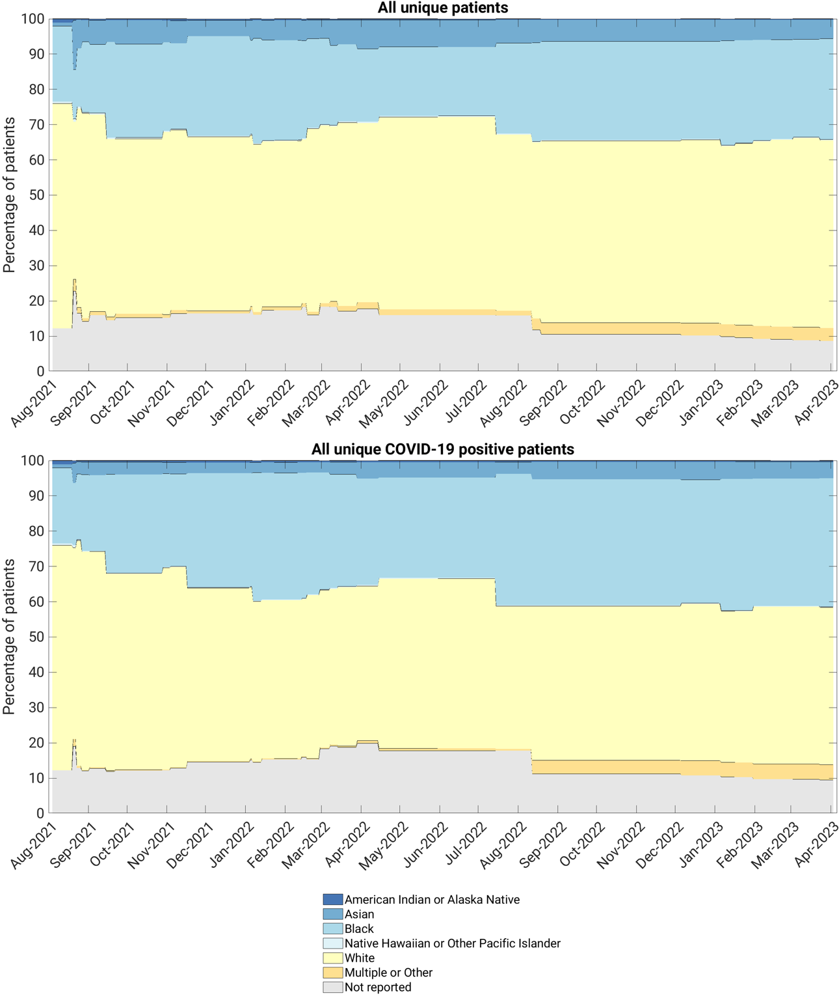 All unique patients
Percentage of patients
100
90
80
70
60
50
40
30
20
10
0
Aug-2021
Sep-2021
Oct-2021
Nov-2021
Dec-2021
Jan-2022
Feb-2022
Mar-2022
Apr-2022
May-2022
Jun-2022
Jul-2022
Aug-2022
Sep-2022
Oct-2022
Nov-2022
Dec-2022
Jan-2023
Feb-2023
Mar-2023
Apr-2023
All unique COVID-19 positive patients
Percentage of patients
100
90
80
70
60
50
40
30
20
10
0
Aug-2021
Sep-2021
Oct-2021
Nov-2021
Dec-2021
Jan-2022
Feb-2022
Mar-2022
Apr-2022
May-2022
Jun-2022
Jul-2022
Aug-2022
Sep-2022
Oct-2022
Nov-2022
Dec-2022
Jan-2023
Feb-2023
Mar-2023
Apr-2023
American Indian or Alaska Native
Asian
Black
Native Hawaiian or Other Pacific Islander
White
Multiple or Other
Not reported